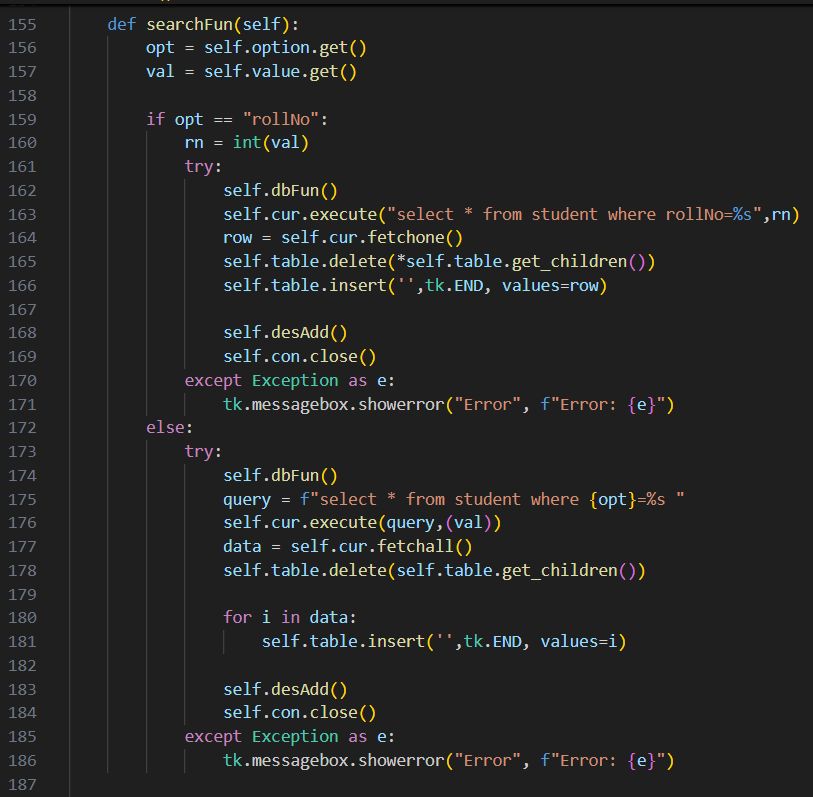 155 def searchFun(self):
156 opt = self.option.get()
157 val = self.value.get()
158
159 if opt == "rollNo":
160 rn = int(val)
161 try:
162 self.dbFun()
163 self.cur.execute("select * from student where rollNo=%s",rn)
164 row = self.cur.fetchone()
165 self.table.delete(*self.table.get_children())
166 self.table.insert('',tk.END, values=row)
167
168 self.desAdd()
169 self.con.close()
170 except Exception as e:
171 tk.messagebox.showerror("Error", f"Error: {e}")
172 else:
173 try:
174 self.dbFun()
175 query = f"select * from student where {opt}=%s "
176 self.cur.execute(query,(val))
177 data = self.cur.fetchall()
178 self.table.delete(self.table.get_children())
179
180 for i in data:
181 self.table.insert('',tk.END, values=i)
182
183 self.desAdd()
184 self.con.close()
185 except Exception as e:
186 tk.messagebox.showerror("Error", f"Error: {e}")
187